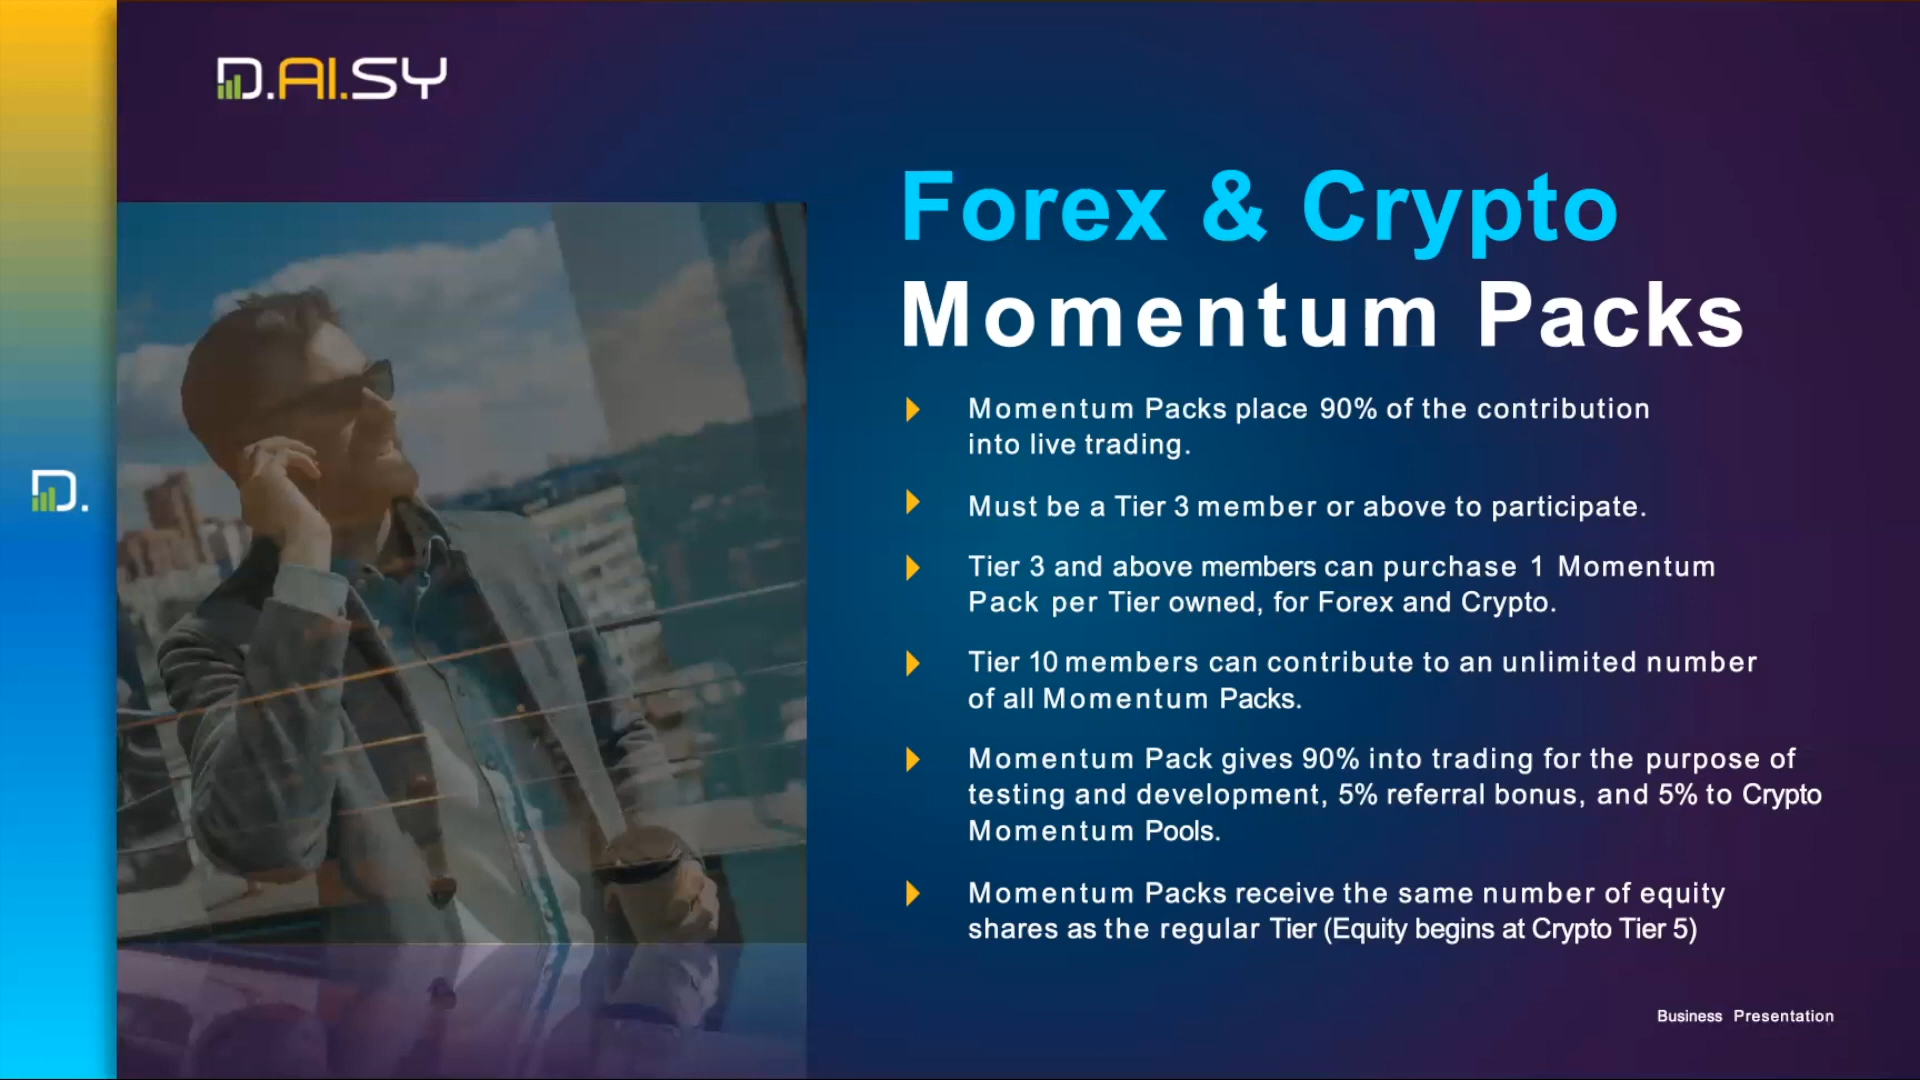 D.AI.SY
Forex & Crypto
Momentum Packs
Momentum Packs place 90% of the contribution
into live trading.
Must be a Tier 3 member or above to participate.
Tier 3 and above members can purchase 1 Momentum
Pack per Tier owned, for Forex and Crypto.
Tier 10 members can contribute to an unlimited number
of all Momentum Packs.
D.
Momentum Pack gives 90% into trading for the purpose of
testing and development, 5% referral bonus, and 5% to Crypto
Momentum Pools.
Momentum Packs receive the same number of equity
shares as the regular Tier (Equity begins at Crypto Tier 5)
Business Presentation